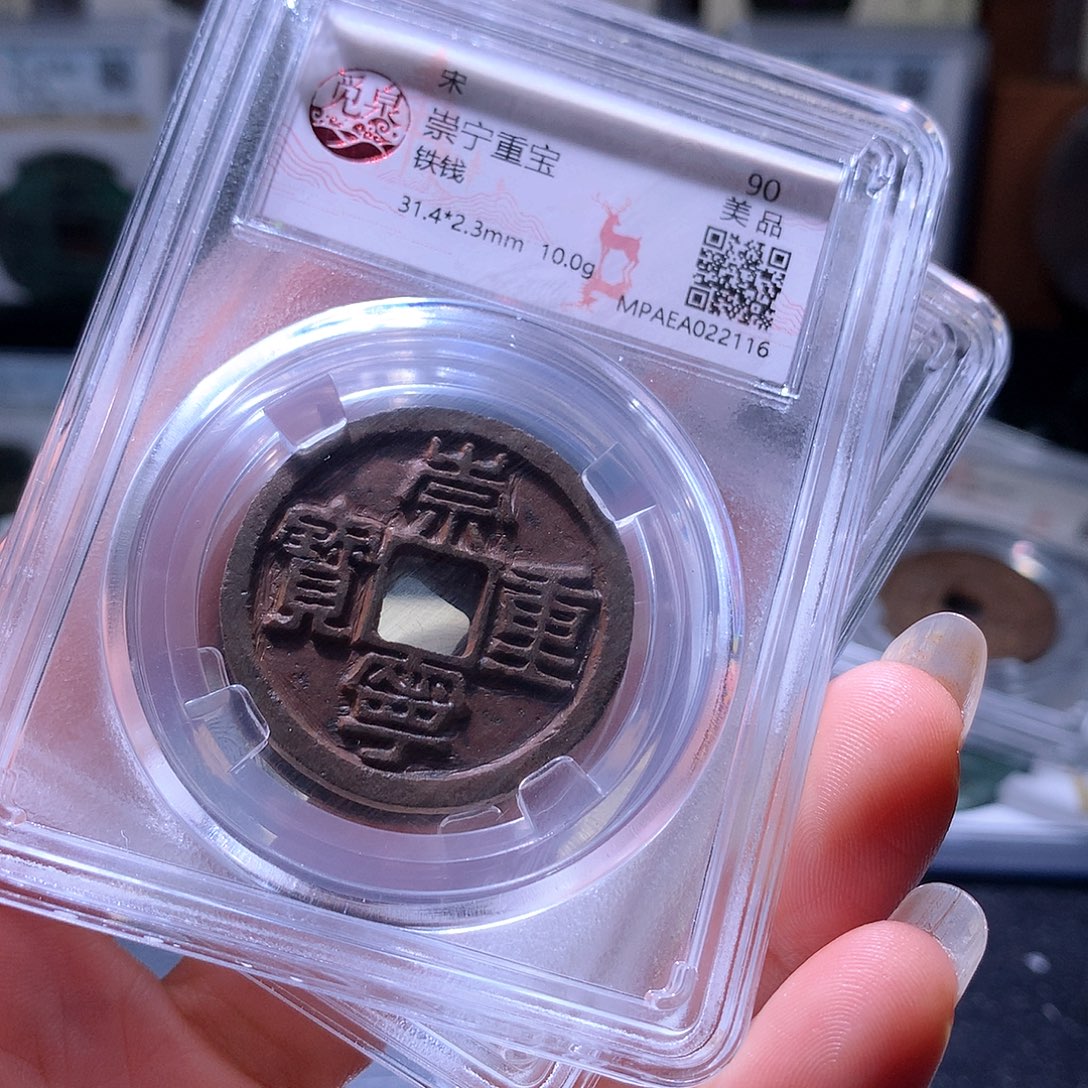 觅泉
宋
崇宁重宝
铁钱
31.4*2.3mm 10.0g
90
美品
MPAEA022116
崇
寶 重
寧